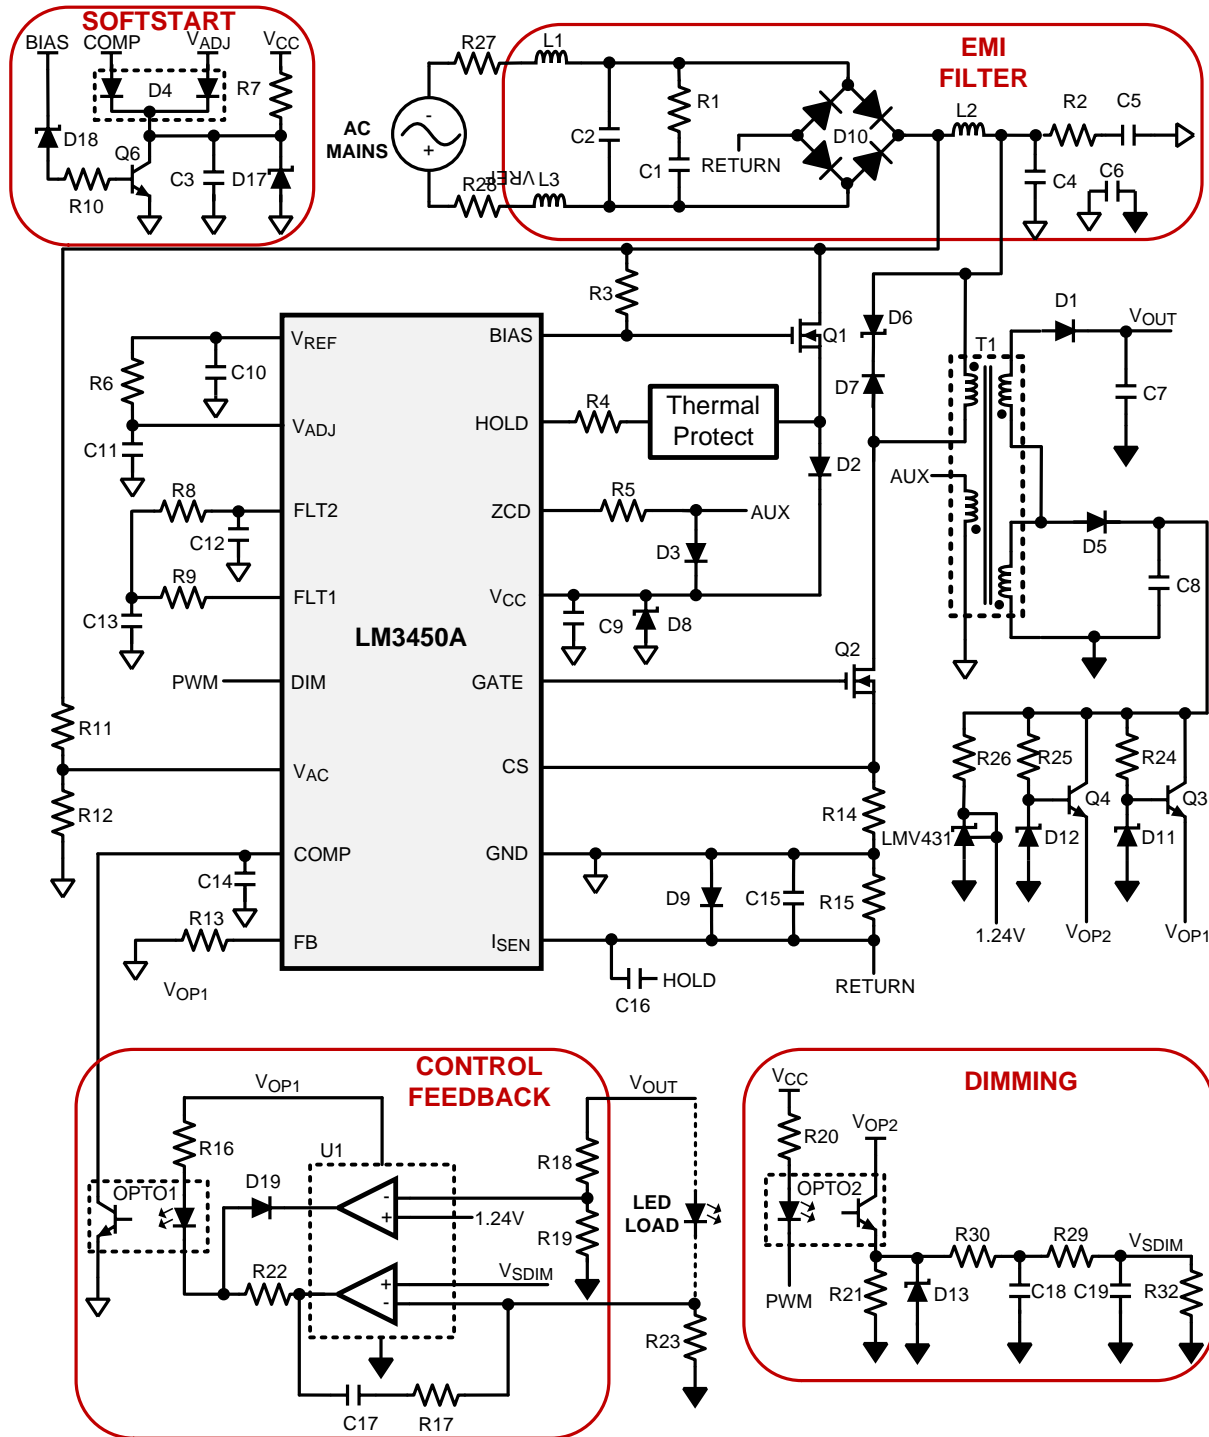 SOFTSTART
BIAS
COMP
VADJ
VCC
D4
R7
D18
Q6
R10
C3
D17
EMI
FILTER
R27
L1
AC
MAINS
-
+
R28
VREF
L3
C2
R1
C1
RETURN
D10
L2
R2
C5
C4
C6
R3
Q1
D6
D7
D1
VOUT
T1
C7
AUX
D5
C8
LM3450A
VREF
VADJ
FLT2
FLT1
DIM
VAC
COMP
FB
BIAS
HOLD
ZCD
VCC
GATE
CS
GND
ISEN
R6
C10
C11
R8
C12
R9
C13
PWM
R11
R12
C14
R13
VOP1
R4
Thermal
Protect
D2
R5
AUX
D3
C9
D8
Q2
R14
D9
C15
R15
C16
HOLD
RETURN
R26
R25
R24
Q4
Q3
LMV431
D12
D11
1.24V
VOP2
VOP1
CONTROL
FEEDBACK
VOP1
R16
U1
OPTO1
D19
-
+
1.24V
R18
R19
VOUT
LED
LOAD
R22
+
-
VSDIM
R23
C17
R17
DIMMING
VCC
R20
VOP2
OPTO2
PWM
R21
D13
R30
C18
R29
C19
VSDIM
R32